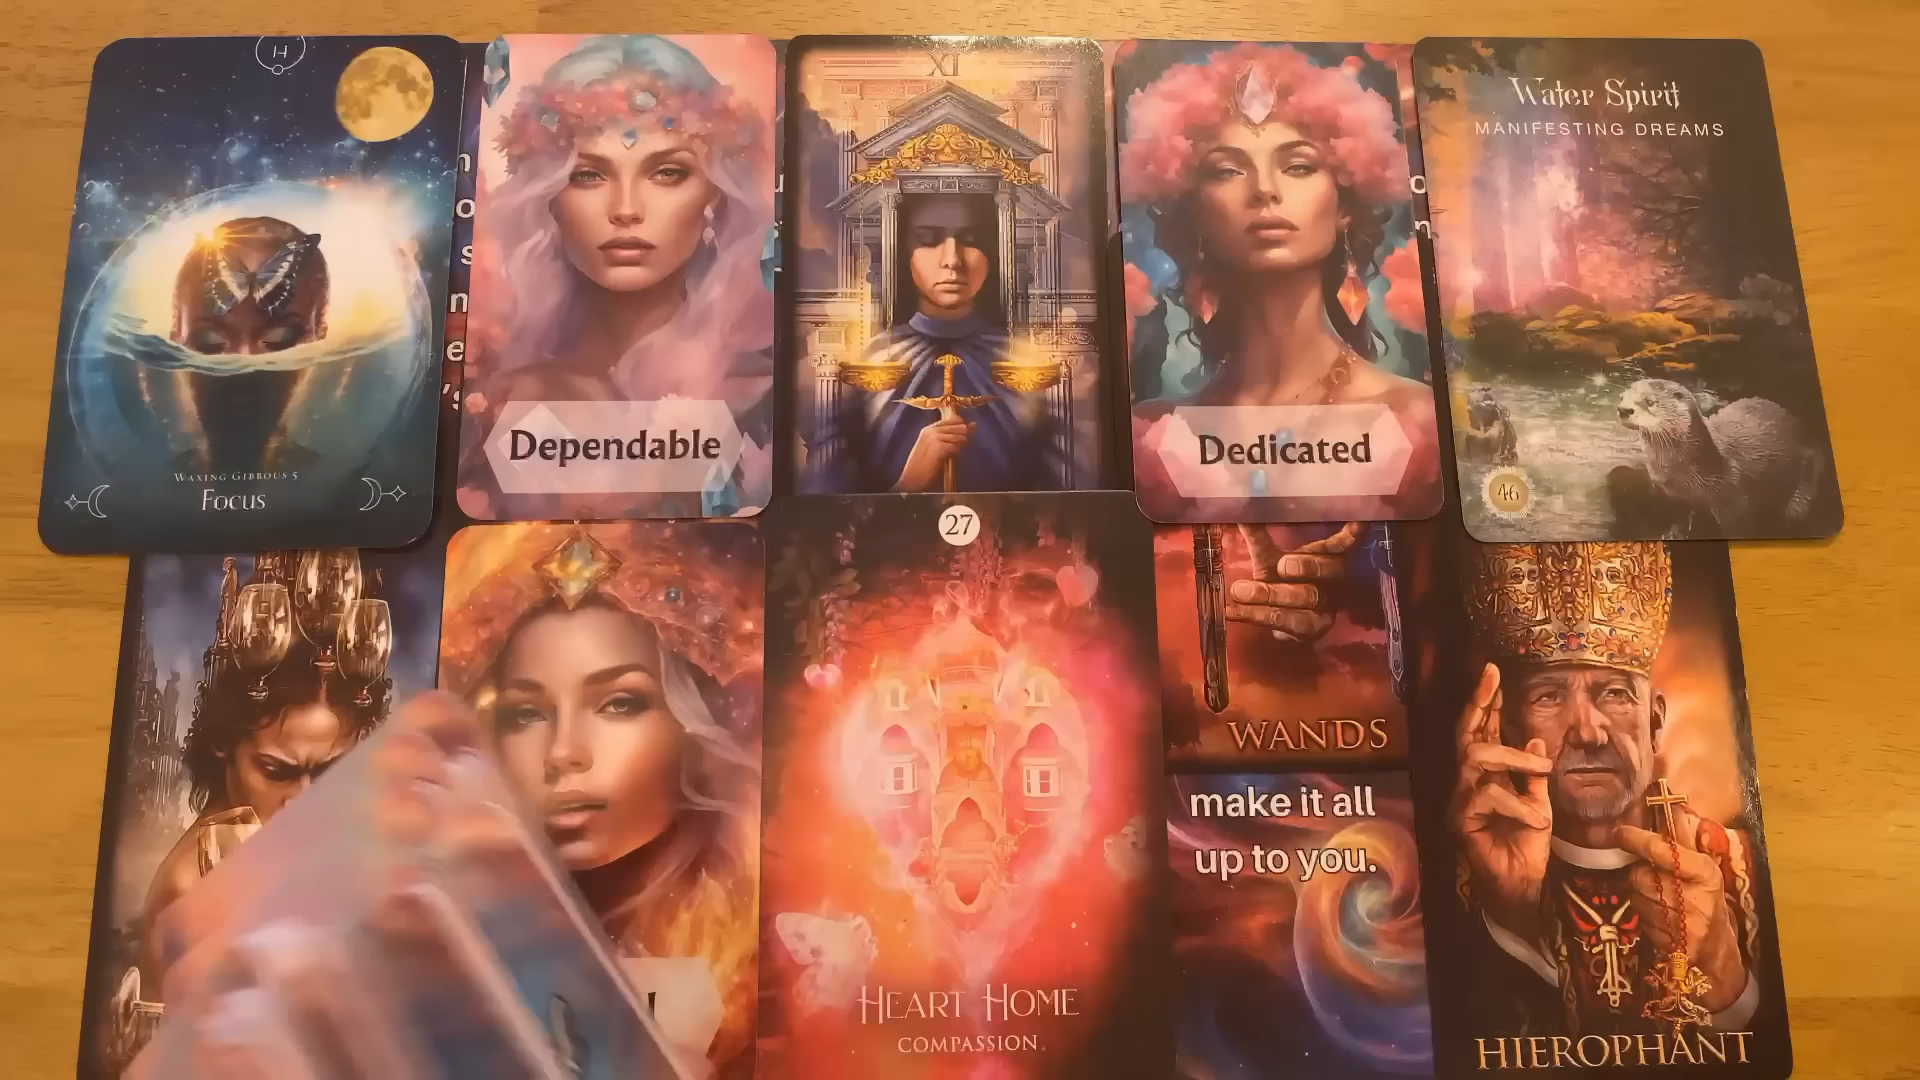 XI
Water Spirit
MANIFESTING DREAMS
Dependable
Dedicated
WAXING GIBBOUS 5
Focus
46
27
WANDS
make it all
up to you.
HEART HOME
COMPASSION
HIEROPHANT